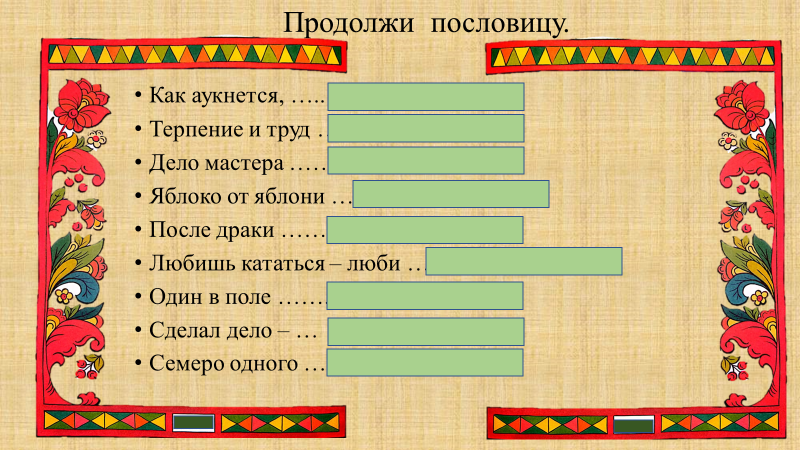 Продолжи пословицу.
• Как аукнется, …..
• Терпение и труд .
• Дело мастера …..
• Яблоко от яблони …
• После драки ……
• Любишь кататься – люби …
• Один в поле …….
• Сделал дело – …
• Семеро одного …